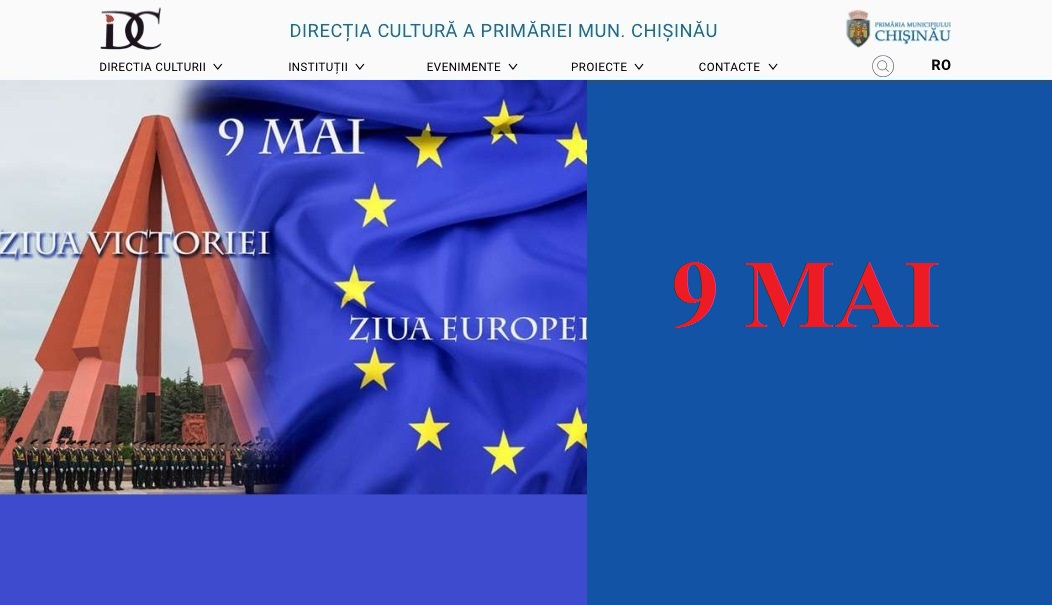 DC
DIRECȚIA CULTURĂ A PRIMĂRIEI MUN. CHIȘINĂU
PRIMĂRIA MUNICIPIULUI
CHIȘINĂU
DIRECTIA CULTURII
INSTITUȚII
EVENIMENTE
PROIECTE
CONTACTE
RO
9 MAI
ZIUA VICTORIEI
ZIUA EUROPEI
9 MAI